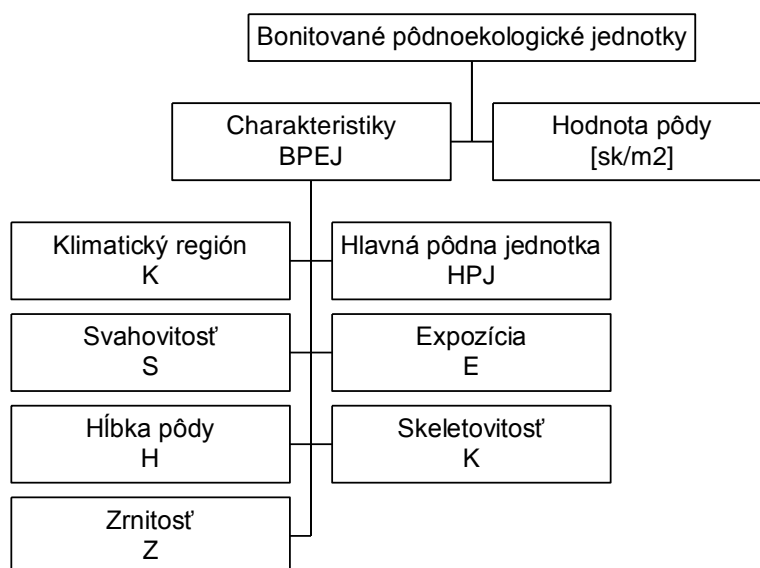 Bonitované pôdnoekologické jednotky
Charakteristiky
BPEJ
Hodnota pôdy
[sk/m2]
Klimatický región
K
Hlavná pôdna jednotka
HPJ
Svahovitosť
S
Expozícia
E
Hĺbka pôdy
H
Skeletovitosť
K
Zrnitosť
Z